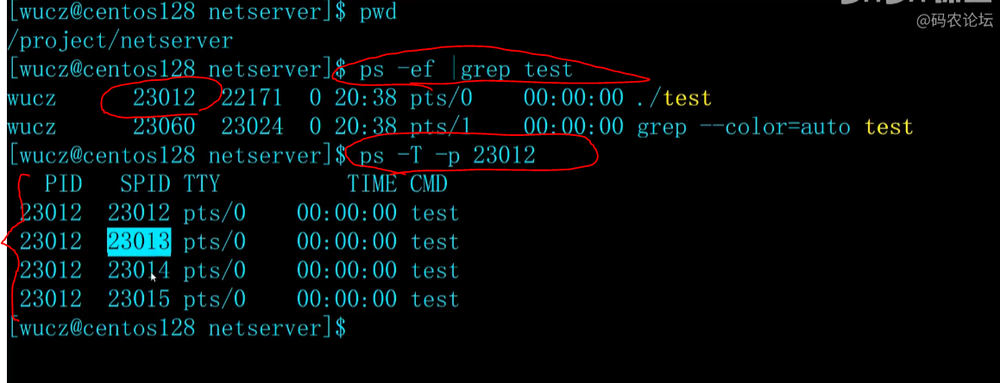 [wucz@centos128 netserver]$ pwd
@码农论坛
/project/netserver
[wucz@centos128 netserver]$ ps -ef |grep test
wucz 23012 22171 0 20:38 pts/0 00:00:00 ./test
wucz 23060 23024 0 20:38 pts/1 00:00:00 grep --color=auto test
[wucz@centos128 netserver]$ ps -T -p 23012
PID SPID TTY TIME CMD
23012 23012 pts/0 00:00:00 test
23012 23013 pts/0 00:00:00 test
23012 23014 pts/0 00:00:00 test
23012 23015 pts/0 00:00:00 test
[wucz@centos128 netserver]$